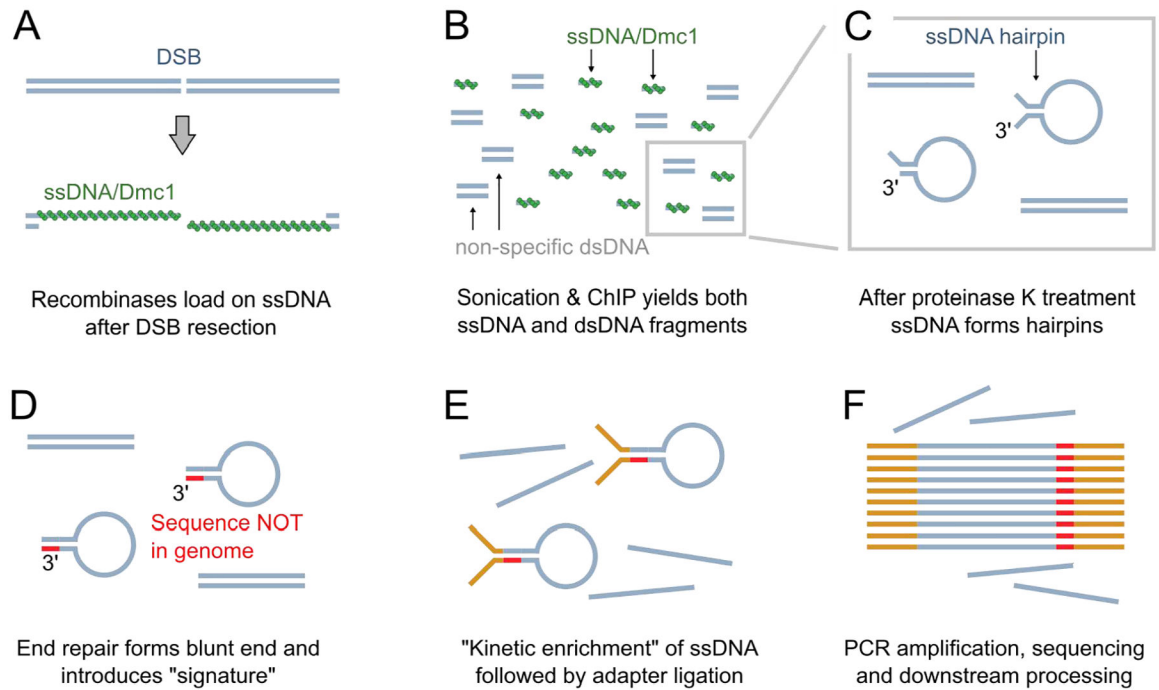 A
DSB
ssDNA/Dmc1
Recombinases load on ssDNA
after DSB resection
B
ssDNA/Dmc1
non-specific dsDNA
Sonication & ChIP yields both
ssDNA and dsDNA fragments
C
ssDNA hairpin
3'
3'
After proteinase K treatment
ssDNA forms hairpins
D
3'
Sequence NOT
in genome
3'
End repair forms blunt end and
introduces "signature"
E
"Kinetic enrichment" of ssDNA
followed by adapter ligation
F
PCR amplification, sequencing
and downstream processing